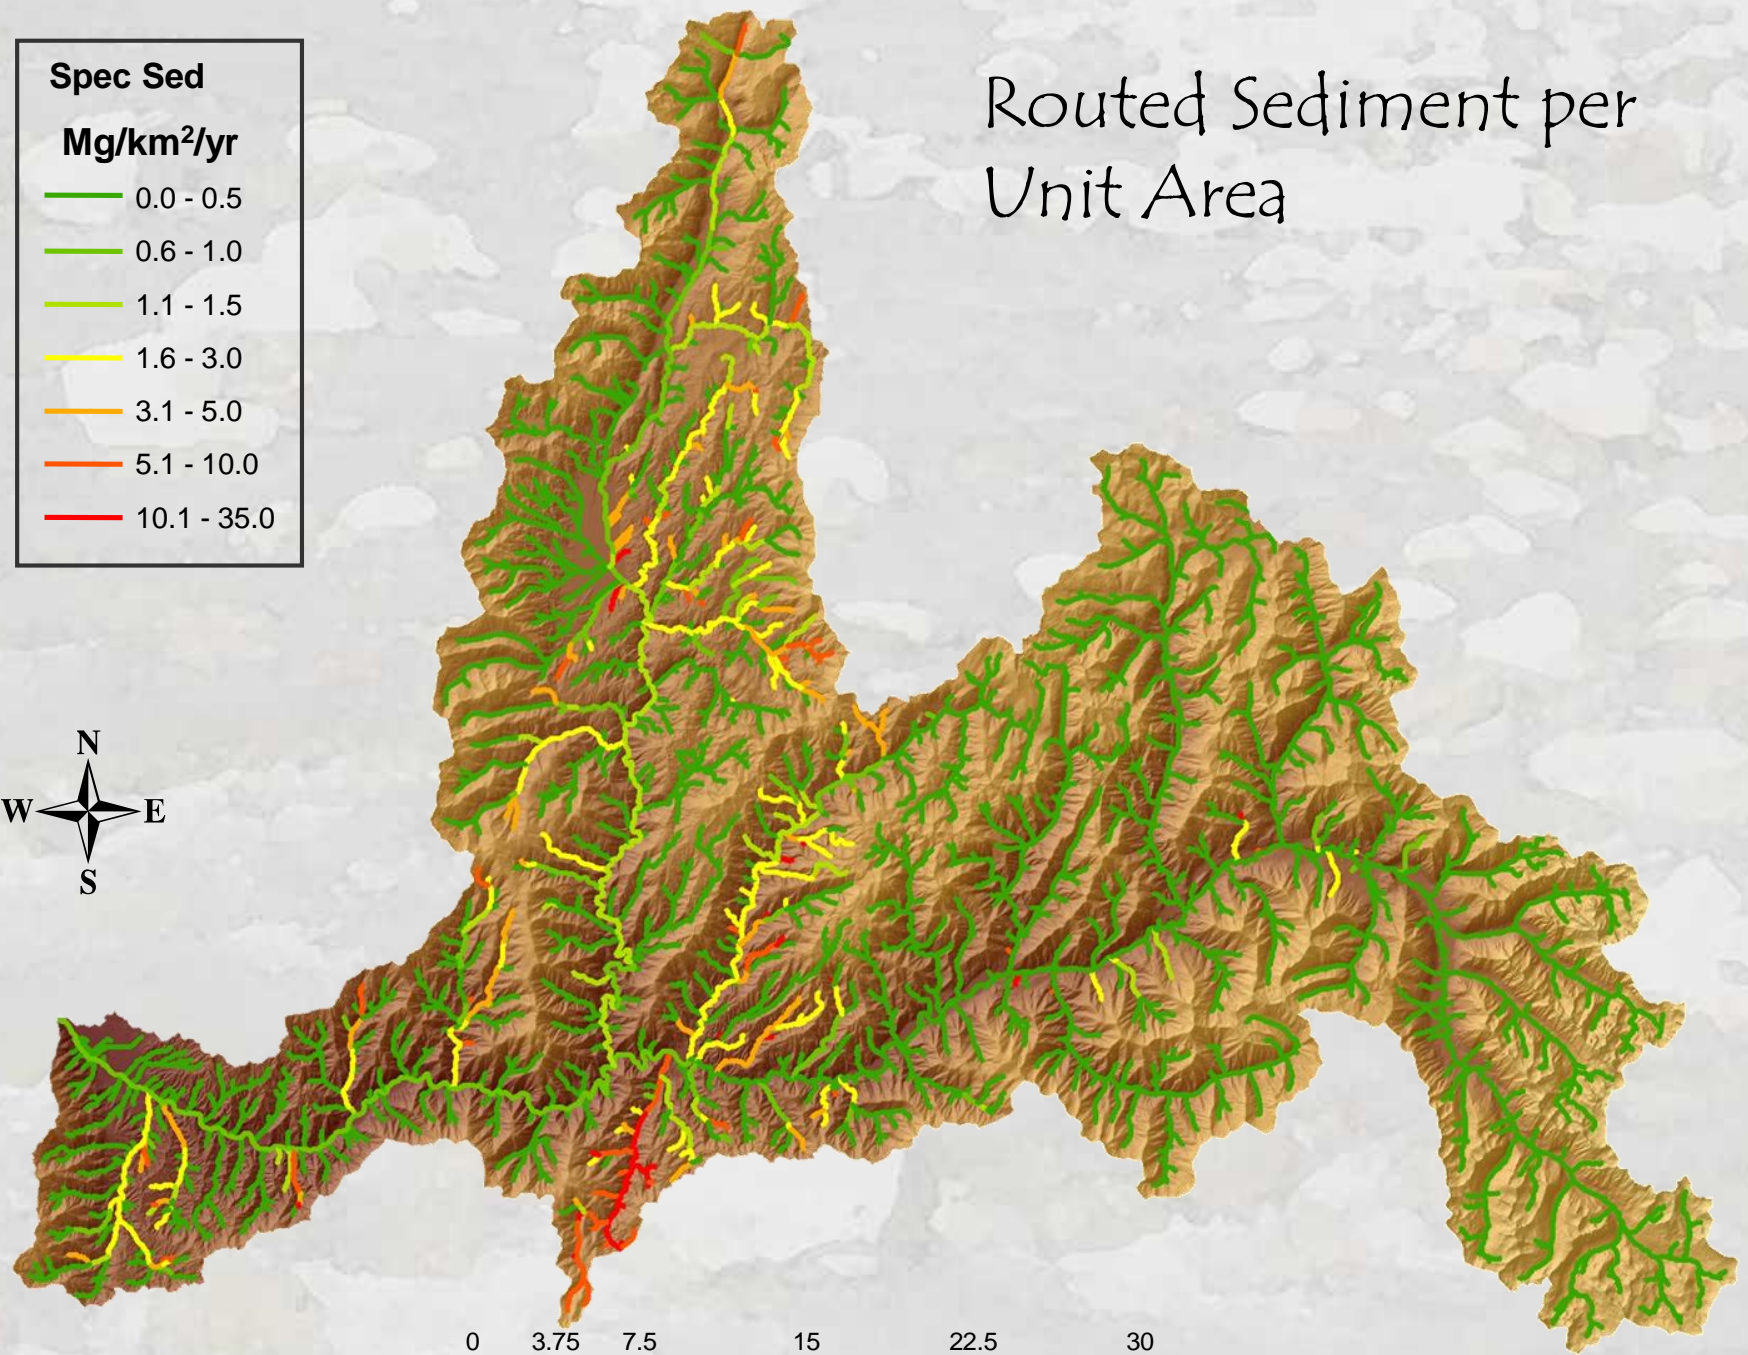 Spec Sed
Mg/km²/yr
0.0 - 0.5
0.6 - 1.0
1.1 - 1.5
1.6 - 3.0
3.1 - 5.0
5.1 - 10.0
10.1 - 35.0
Routed Sediment per
Unit Area
N
W E
S
0 3.75 7.5 15 22.5 30